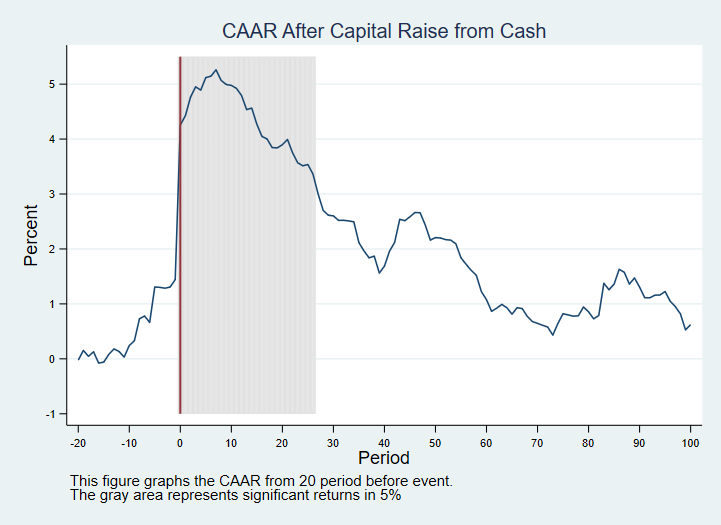 CAAR After Capital Raise from Cash
Percent
5
4
3
2
1
0
-1
-20 -10 0 10 20 30 40 50 60 70 80 90 100
Period
This figure graphs the CAAR from 20 period before event.
The gray area represents significant returns in 5%